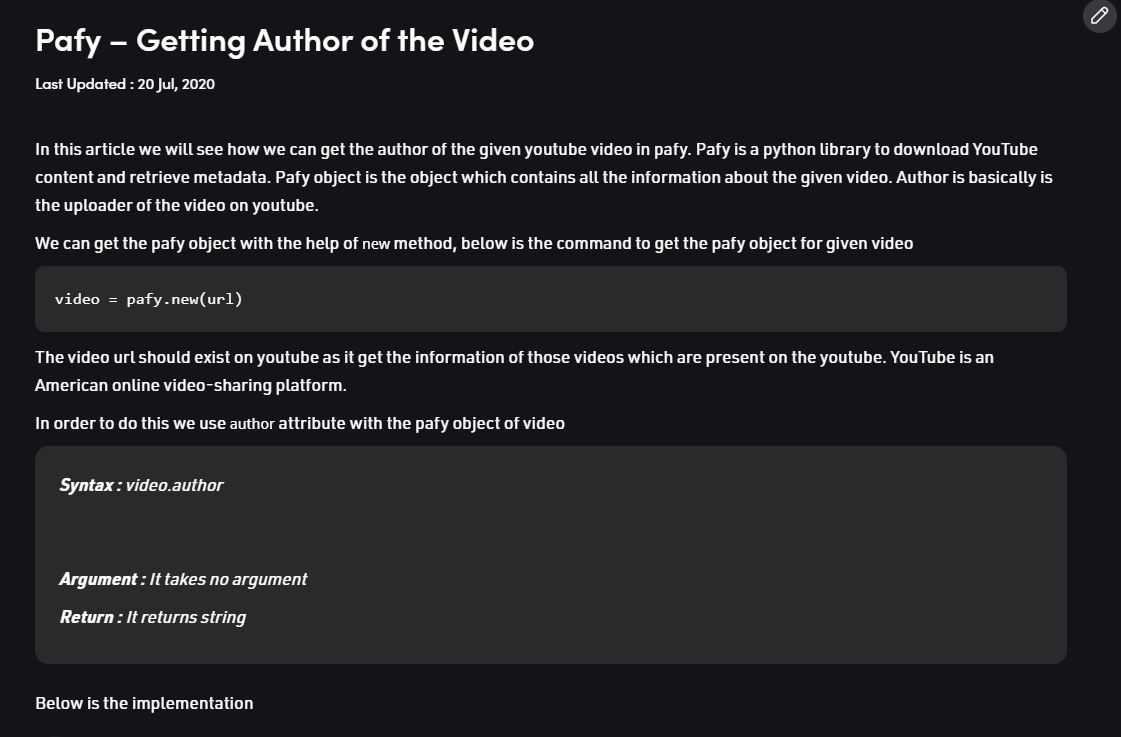 Pafy – Getting Author of the Video
Last Updated : 20 Jul, 2020
In this article we will see how we can get the author of the given youtube video in pafy. Pafy is a python library to download YouTube
content and retrieve metadata. Pafy object is the object which contains all the information about the given video. Author is basically is
the uploader of the video on youtube.
We can get the pafy object with the help of new method, below is the command to get the pafy object for given video
video = pafy.new(url)
The video url should exist on youtube as it get the information of those videos which are present on the youtube. YouTube is an
American online video-sharing platform.
In order to do this we use author attribute with the pafy object of video
Syntax : video.author
Argument : It takes no argument
Return : It returns string
Below is the implementation